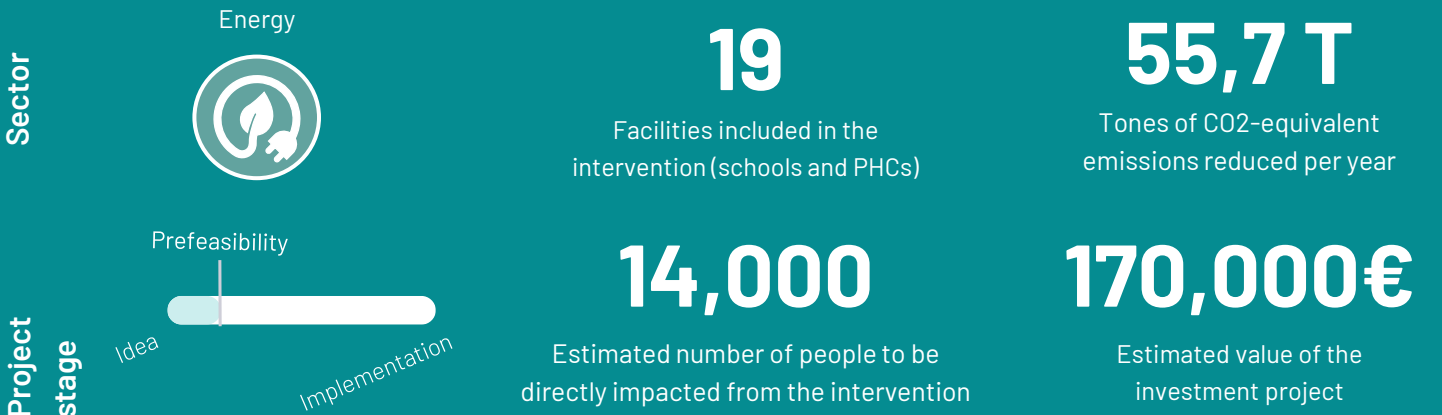 Sector
Energy
19
Facilities included in the
intervention (schools and PHCs)
55,7 T
Tones of CO2-equivalent
emissions reduced per year
Project
stage
Prefeasibility
Idea
Implementation
14,000
Estimated number of people to be
directly impacted from the intervention
170,000€
Estimated value of the
investment project